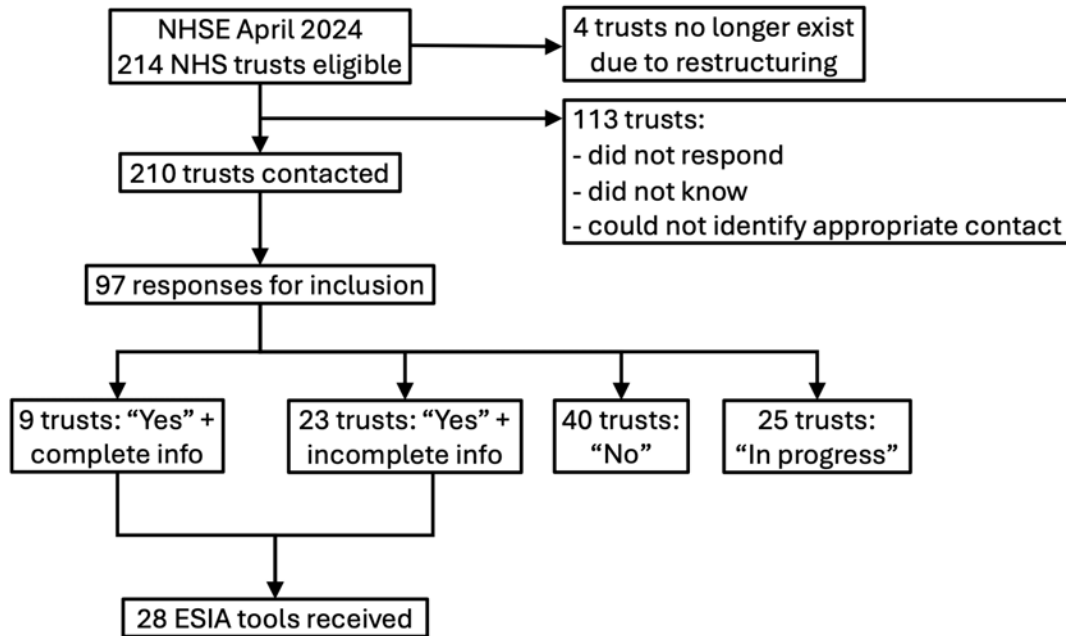 NHSE April 2024
214 NHS trusts eligible
4 trusts no longer exist
due to restructuring
113 trusts:
- did not respond
- did not know
- could not identify appropriate contact
210 trusts contacted
97 responses for inclusion
9 trusts: “Yes” +
complete info
23 trusts: “Yes” +
incomplete info
40 trusts:
“No”
25 trusts:
“In progress”
28 ESIA tools received